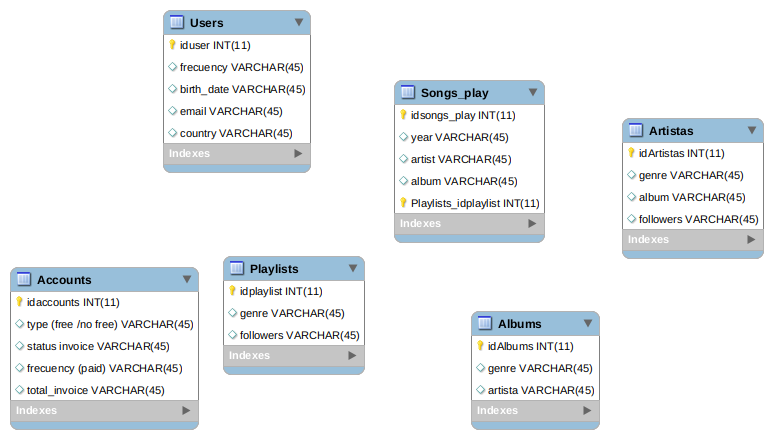 Users
iduser INT(11)
frecuency VARCHAR(45)
birth_date VARCHAR(45)
email VARCHAR(45)
country VARCHAR(45)
Indexes
Songs_play
idsongs_play INT(11)
year VARCHAR(45)
artist VARCHAR(45)
album VARCHAR(45)
Playlists_idplaylist INT(11)
Indexes
Artistas
idArtistas INT(11)
genre VARCHAR(45)
album VARCHAR(45)
followers VARCHAR(45)
Indexes
Accounts
idaccounts INT(11)
type (free /no free) VARCHAR(45)
status invoice VARCHAR(45)
frecuency (paid) VARCHAR(45)
total_invoice VARCHAR(45)
Indexes
Playlists
idplaylist INT(11)
genre VARCHAR(45)
followers VARCHAR(45)
Indexes
Albums
idAlbums INT(11)
genre VARCHAR(45)
artista VARCHAR(45)
Indexes